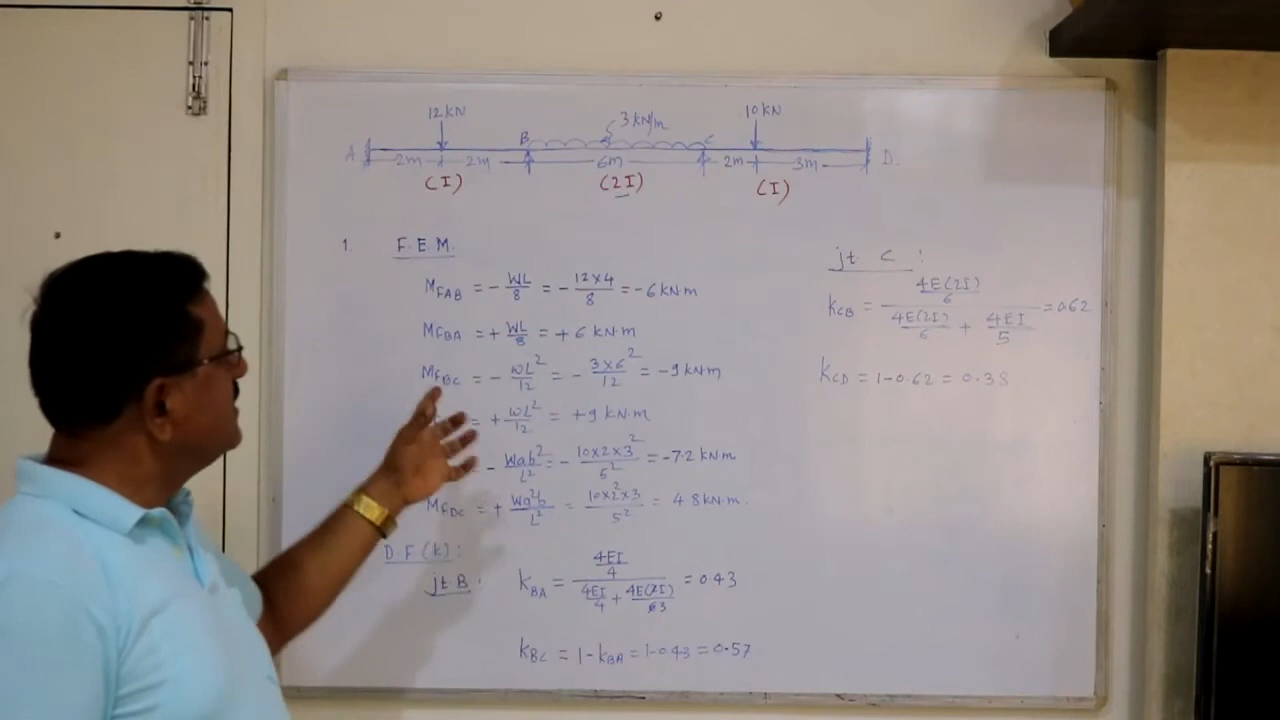 12 kN 10 kN
A B 3 kN/m C D.
2m 2m 6m 2m 3m
(I) (2I) (I)
1. F.E.M.
M_FAB = - WL/8 = - 12×4/8 = -6 kN·m
M_FBA = + WL/8 = + 6 kN·m
M_FBC = - wL²/12 = - 3×6²/12 = -9 kN·m
= + wL²/12 = +9 kN·m
= - Wab²/L² = - 10×2×3²/5² = -7.2 kN·m
M_FDC = + Wa²b/L² = 10×2²×3/5² = 4.8 kN·m.
D.F (k):
jt. B. k_BA = (4EI/4) / (4EI/4 + 4E(2I)/63) = 0.43
k_BC = 1 - k_BA = 1-0.43 = 0.57
jt. C :
k_CB = (4E(2I)/6) / (4E(2I)/6 + 4EI/5) = 0.62
k_CD = 1-0.62 = 0.38